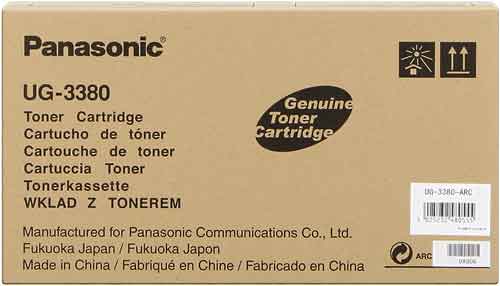 Panasonic
UG-3380
Toner Cartridge
Cartucho de tóner
Cartouche de toner
Cartuccia Toner
Tonerkassette
WKLAD Z TONEREM
Genuine
Toner
Cartridge
UG-3380-ARC
Manufactured for Panasonic Communications Co., Ltd.
Fukuoka Japan / Fukuoka Japon
Made in China / Fabriqué en Chine / Fabricado en China
ARC